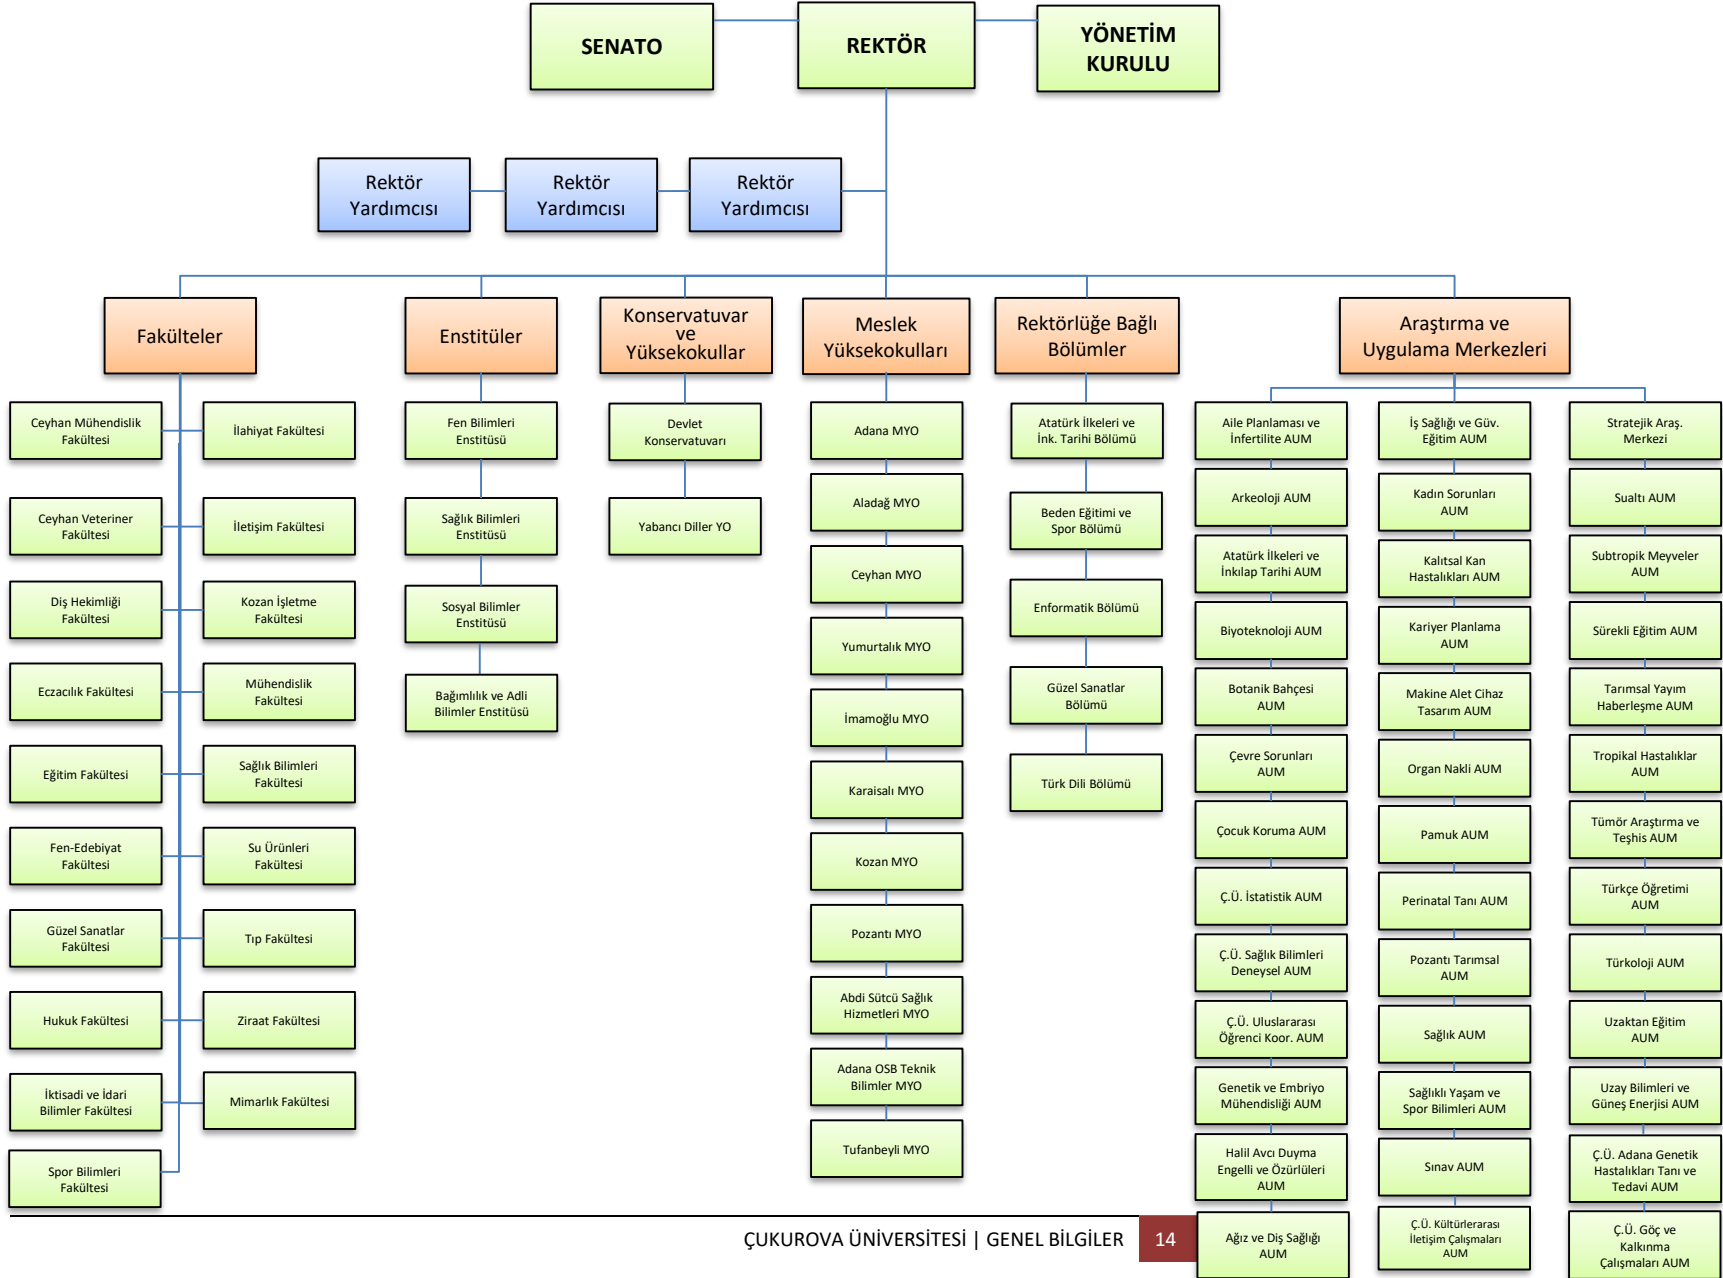 SENATO
REKTÖR
YÖNETİM
KURULU
Rektör
Yardımcısı
Rektör
Yardımcısı
Rektör
Yardımcısı
Fakülteler
Ceyhan Mühendislik
Fakültesi
İlahiyat Fakültesi
Ceyhan Veteriner
Fakültesi
İletişim Fakültesi
Diş Hekimliği
Fakültesi
Kozan İşletme
Fakültesi
Eczacılık Fakültesi
Mühendislik
Fakültesi
Eğitim Fakültesi
Sağlık Bilimleri
Fakültesi
Fen-Edebiyat
Fakültesi
Su Ürünleri
Fakültesi
Güzel Sanatlar
Fakültesi
Tıp Fakültesi
Hukuk Fakültesi
Ziraat Fakültesi
İktisadi ve İdari
Bilimler Fakültesi
Mimarlık Fakültesi
Spor Bilimleri
Fakültesi
Enstitüler
Fen Bilimleri
Enstitüsü
Sağlık Bilimleri
Enstitüsü
Sosyal Bilimler
Enstitüsü
Bağımlılık ve Adli
Bilimler Enstitüsü
Konservatuvar
ve
Yüksekokullar
Devlet
Konservatuvarı
Yabancı Diller YO
Meslek
Yüksekokulları
Adana MYO
Aladağ MYO
Ceyhan MYO
Yumurtalık MYO
İmamoğlu MYO
Karaisalı MYO
Kozan MYO
Pozantı MYO
Abdi Sütcü Sağlık
Hizmetleri MYO
Adana OSB Teknik
Bilimler MYO
Tufanbeyli MYO
Rektörlüğe Bağlı
Bölümler
Atatürk İlkeleri ve
İnk. Tarihi Bölümü
Beden Eğitimi ve
Spor Bölümü
Enformatik Bölümü
Güzel Sanatlar
Bölümü
Türk Dili Bölümü
Araştırma ve
Uygulama Merkezleri
Aile Planlaması ve
İnfertilite AUM
Arkeoloji AUM
Atatürk İlkeleri ve
İnkılap Tarihi AUM
Biyoteknoloji AUM
Botanik Bahçesi
AUM
Çevre Sorunları
AUM
Çocuk Koruma AUM
Ç.Ü. İstatistik AUM
Ç.Ü. Sağlık Bilimleri
Deneysel AUM
Ç.Ü. Uluslararası
Öğrenci Koor. AUM
Genetik ve Embriyo
Mühendisliği AUM
Halil Avcı Duyma
Engelli ve Özürlüleri
AUM
Ağız ve Diş Sağlığı
AUM
İş Sağlığı ve Güv.
Eğitim AUM
Kadın Sorunları
AUM
Kalıtsal Kan
Hastalıkları AUM
Kariyer Planlama
AUM
Makine Alet Cihaz
Tasarım AUM
Organ Nakli AUM
Pamuk AUM
Perinatal Tanı AUM
Pozantı Tarımsal
AUM
Sağlık AUM
Sağlıklı Yaşam ve
Spor Bilimleri AUM
Sınav AUM
Ç.Ü. Kültürlerarası
İletişim Çalışmaları
AUM
Stratejik Araş.
Merkezi
Sualtı AUM
Subtropik Meyveler
AUM
Sürekli Eğitim AUM
Tarımsal Yayım
Haberleşme AUM
Tropikal Hastalıklar
AUM
Tümör Araştırma ve
Teşhis AUM
Türkçe Öğretimi
AUM
Türkoloji AUM
Uzaktan Eğitim
AUM
Uzay Bilimleri ve
Güneş Enerjisi AUM
Ç.Ü. Adana Genetik
Hastalıkları Tanı ve
Tedavi AUM
Ç.Ü. Göç ve
Kalkınma
Çalışmaları AUM
ÇUKUROVA ÜNİVERSİTESİ | GENEL BİLGİLER 14